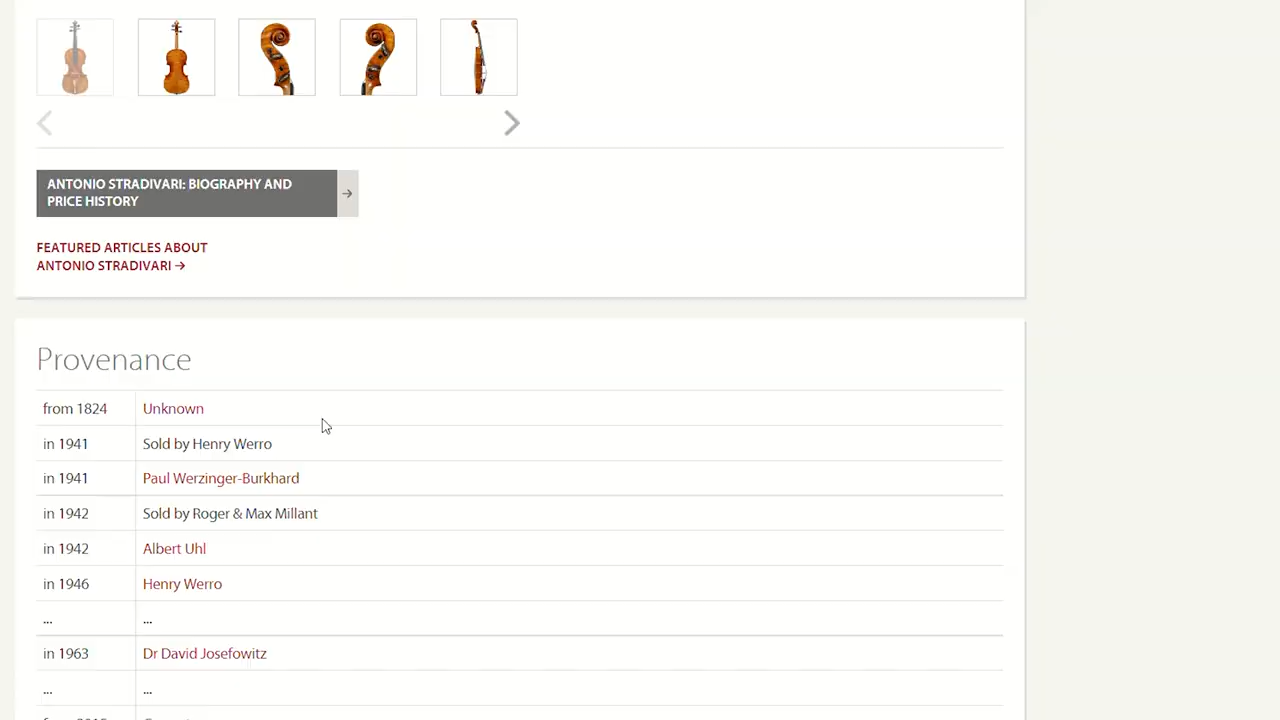 ANTONIO STRADIVARI: BIOGRAPHY AND
PRICE HISTORY
FEATURED ARTICLES ABOUT
ANTONIO STRADIVARI →
Provenance
from 1824 Unknown
in 1941 Sold by Henry Werro
in 1941 Paul Werzinger-Burkhard
in 1942 Sold by Roger & Max Millant
in 1942 Albert Uhl
in 1946 Henry Werro
... ...
in 1963 Dr David Josefowitz
... ...